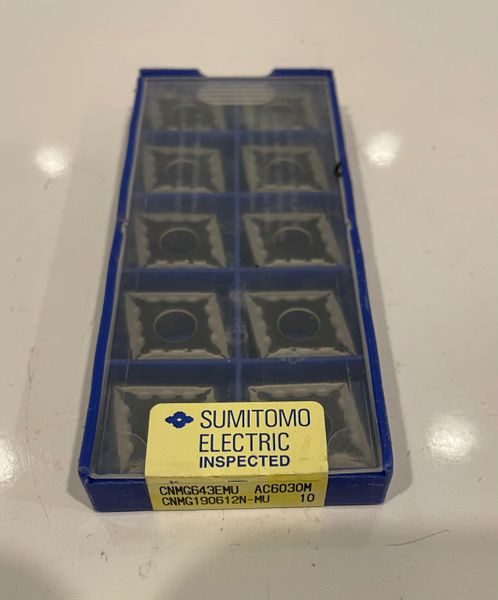 SUMITOMO
ELECTRIC
INSPECTED
CNMG643EMU AC6030M
CNMG190612N-MU 10